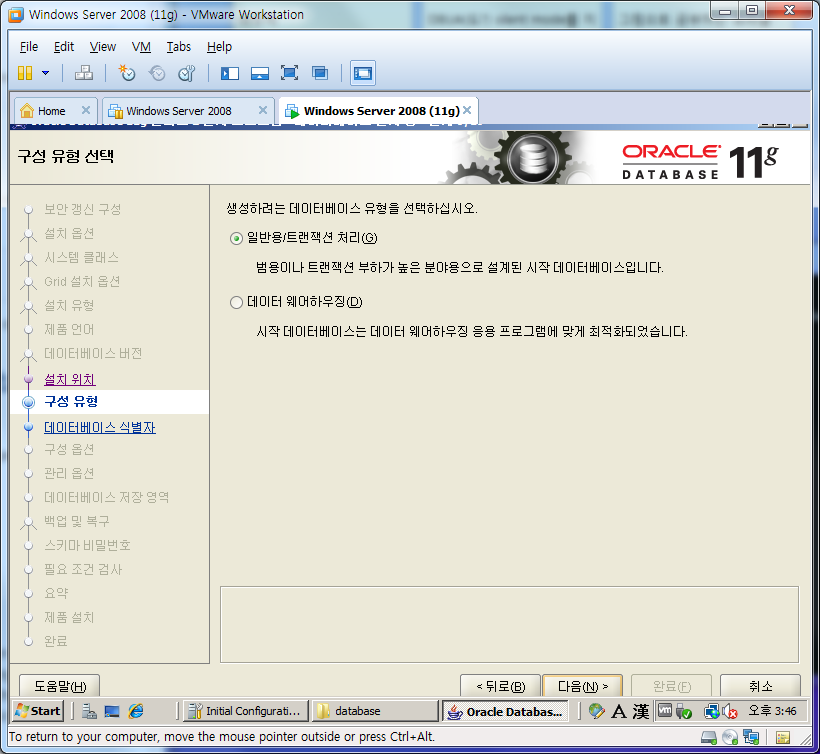 Windows Server 2008 (11g) - VMware Workstation
File Edit View VM Tabs Help
Home Windows Server 2008 Windows Server 2008 (11g)
구성 유형 선택
ORACLE
DATABASE 11g
보안 갱신 구성
설치 옵션
시스템 클래스
Grid 설치 옵션
설치 유형
제품 언어
데이터베이스 버전
설치 위치
구성 유형
데이터베이스 식별자
구성 옵션
관리 옵션
데이터베이스 저장 영역
백업 및 복구
스키마 비밀번호
필요 조건 검사
요약
제품 설치
완료
생성하려는 데이터베이스 유형을 선택하십시오.
일반용/트랜잭션 처리(G)
범용이나 트랜잭션 부하가 높은 분야용으로 설계된 시작 데이터베이스입니다.
데이터 웨어하우징(D)
시작 데이터베이스는 데이터 웨어하우징 응용 프로그램에 맞게 최적화되었습니다.
도움말(H) < 뒤로(B) 다음(N) > 완료(F) 취소
Start Initial Configurati... database Oracle Databas... A 漢 vm 오후 3:46
To return to your computer, move the mouse pointer outside or press Ctrl+Alt.